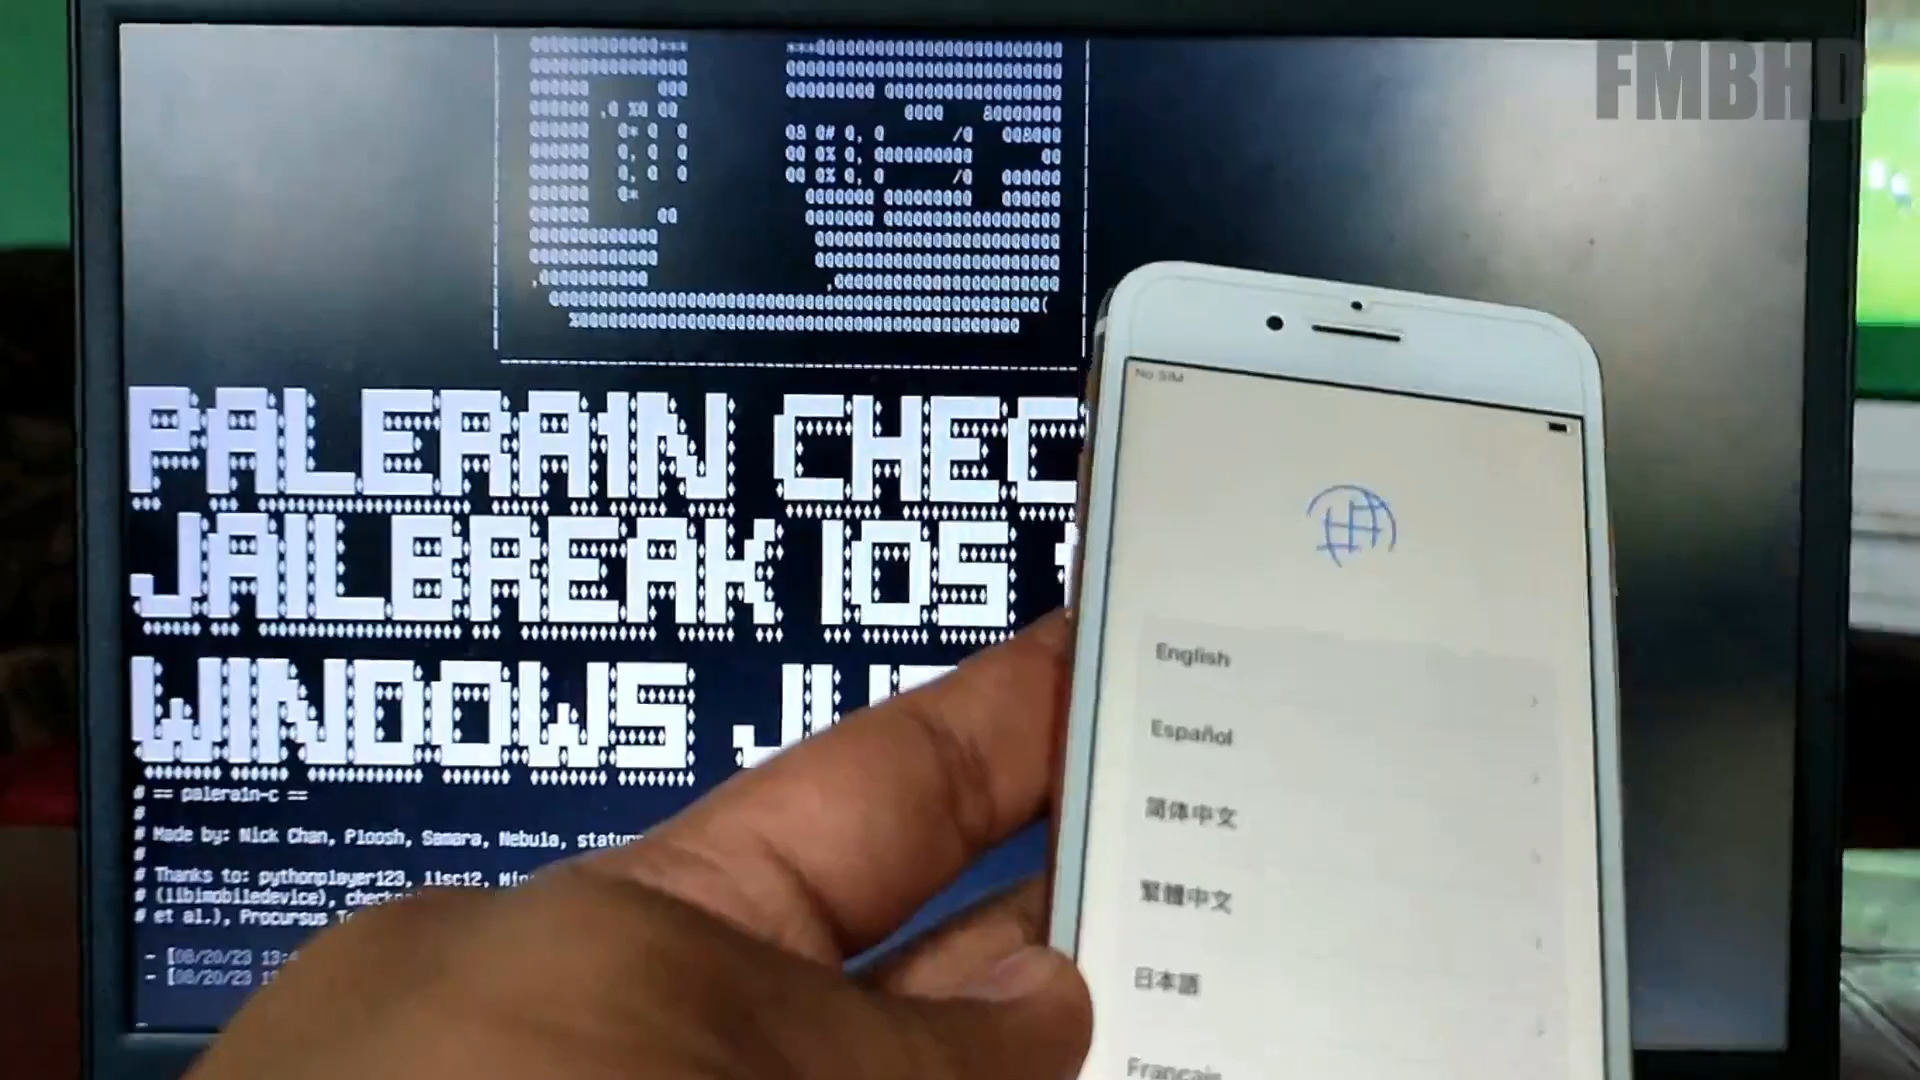 FMBHD
PALERA1N CHEC
JAILBREAK IOS
WINDOWS
# == palera1n-c ==
#
# Made by: Nick Chan, Ploosh, Samara, Nebula,
#
# Thanks to: pythonplayer123, llsc12,
# (libimobiledevice),
# et al.), Procursus
- [08/20/23
- [08/20/23
No SIM
English
Español
简体中文
繁體中文
日本語
Français